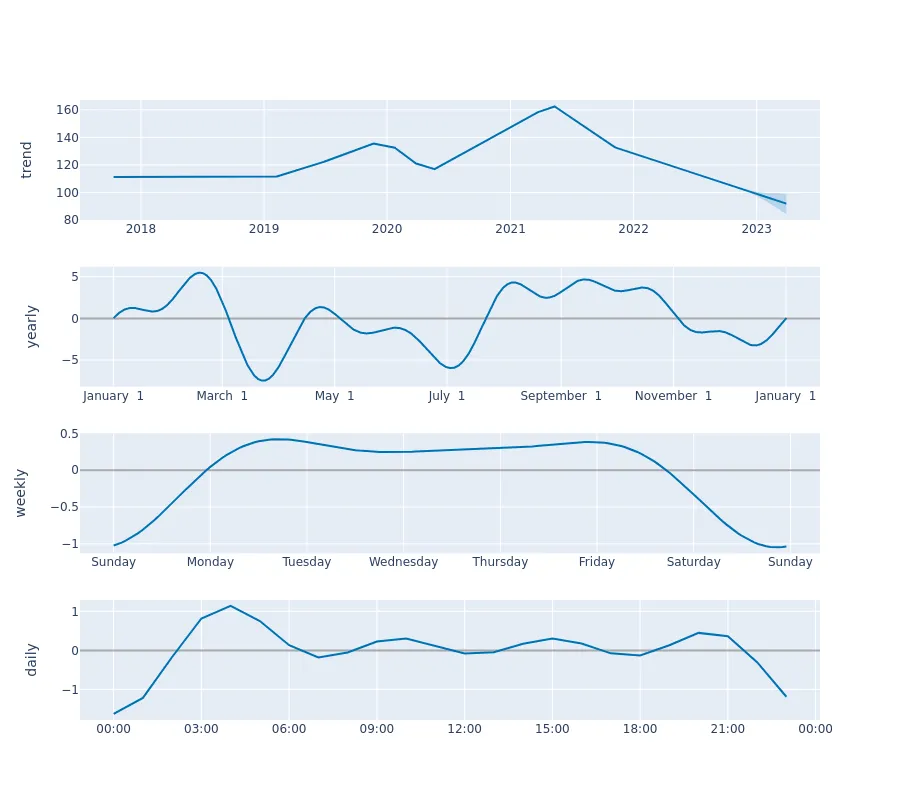 trend
160
140
120
100
80
2018 2019 2020 2021 2022 2023
yearly
5
0
−5
January 1 March 1 May 1 July 1 September 1 November 1 January 1
weekly
0.5
0
−0.5
−1
Sunday Monday Tuesday Wednesday Thursday Friday Saturday Sunday
daily
1
0
−1
00:00 03:00 06:00 09:00 12:00 15:00 18:00 21:00 00:00